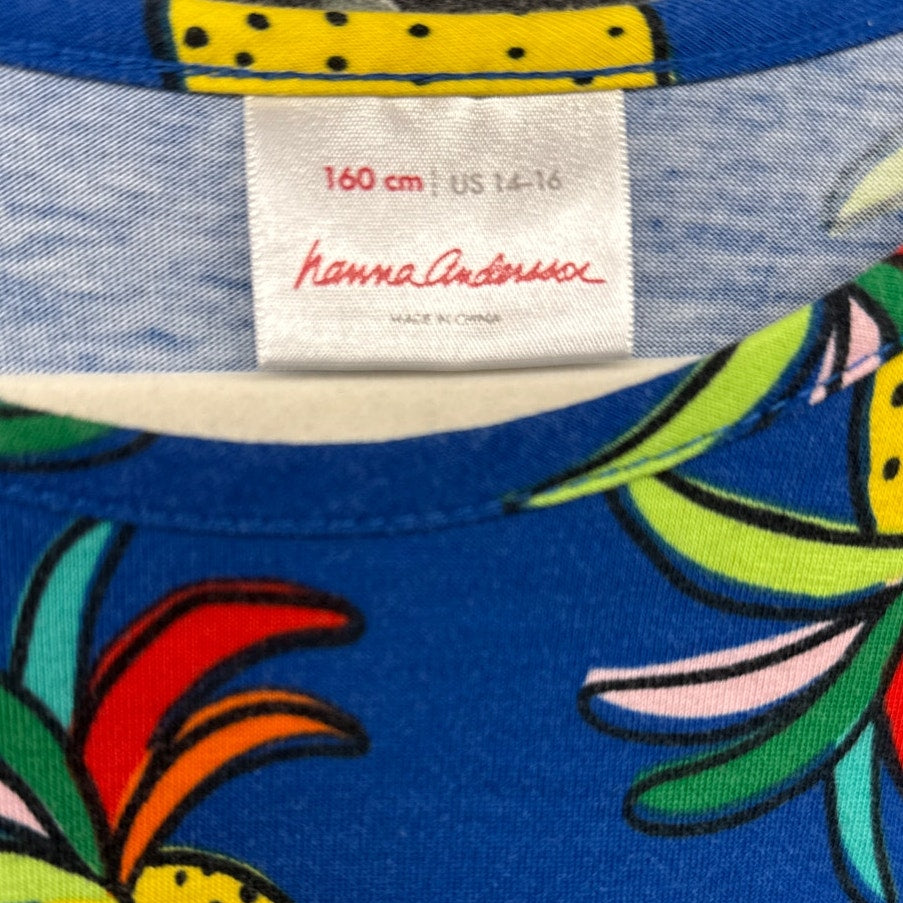 160 cm | US 14-16
hanna Andersson
MADE IN CHINA